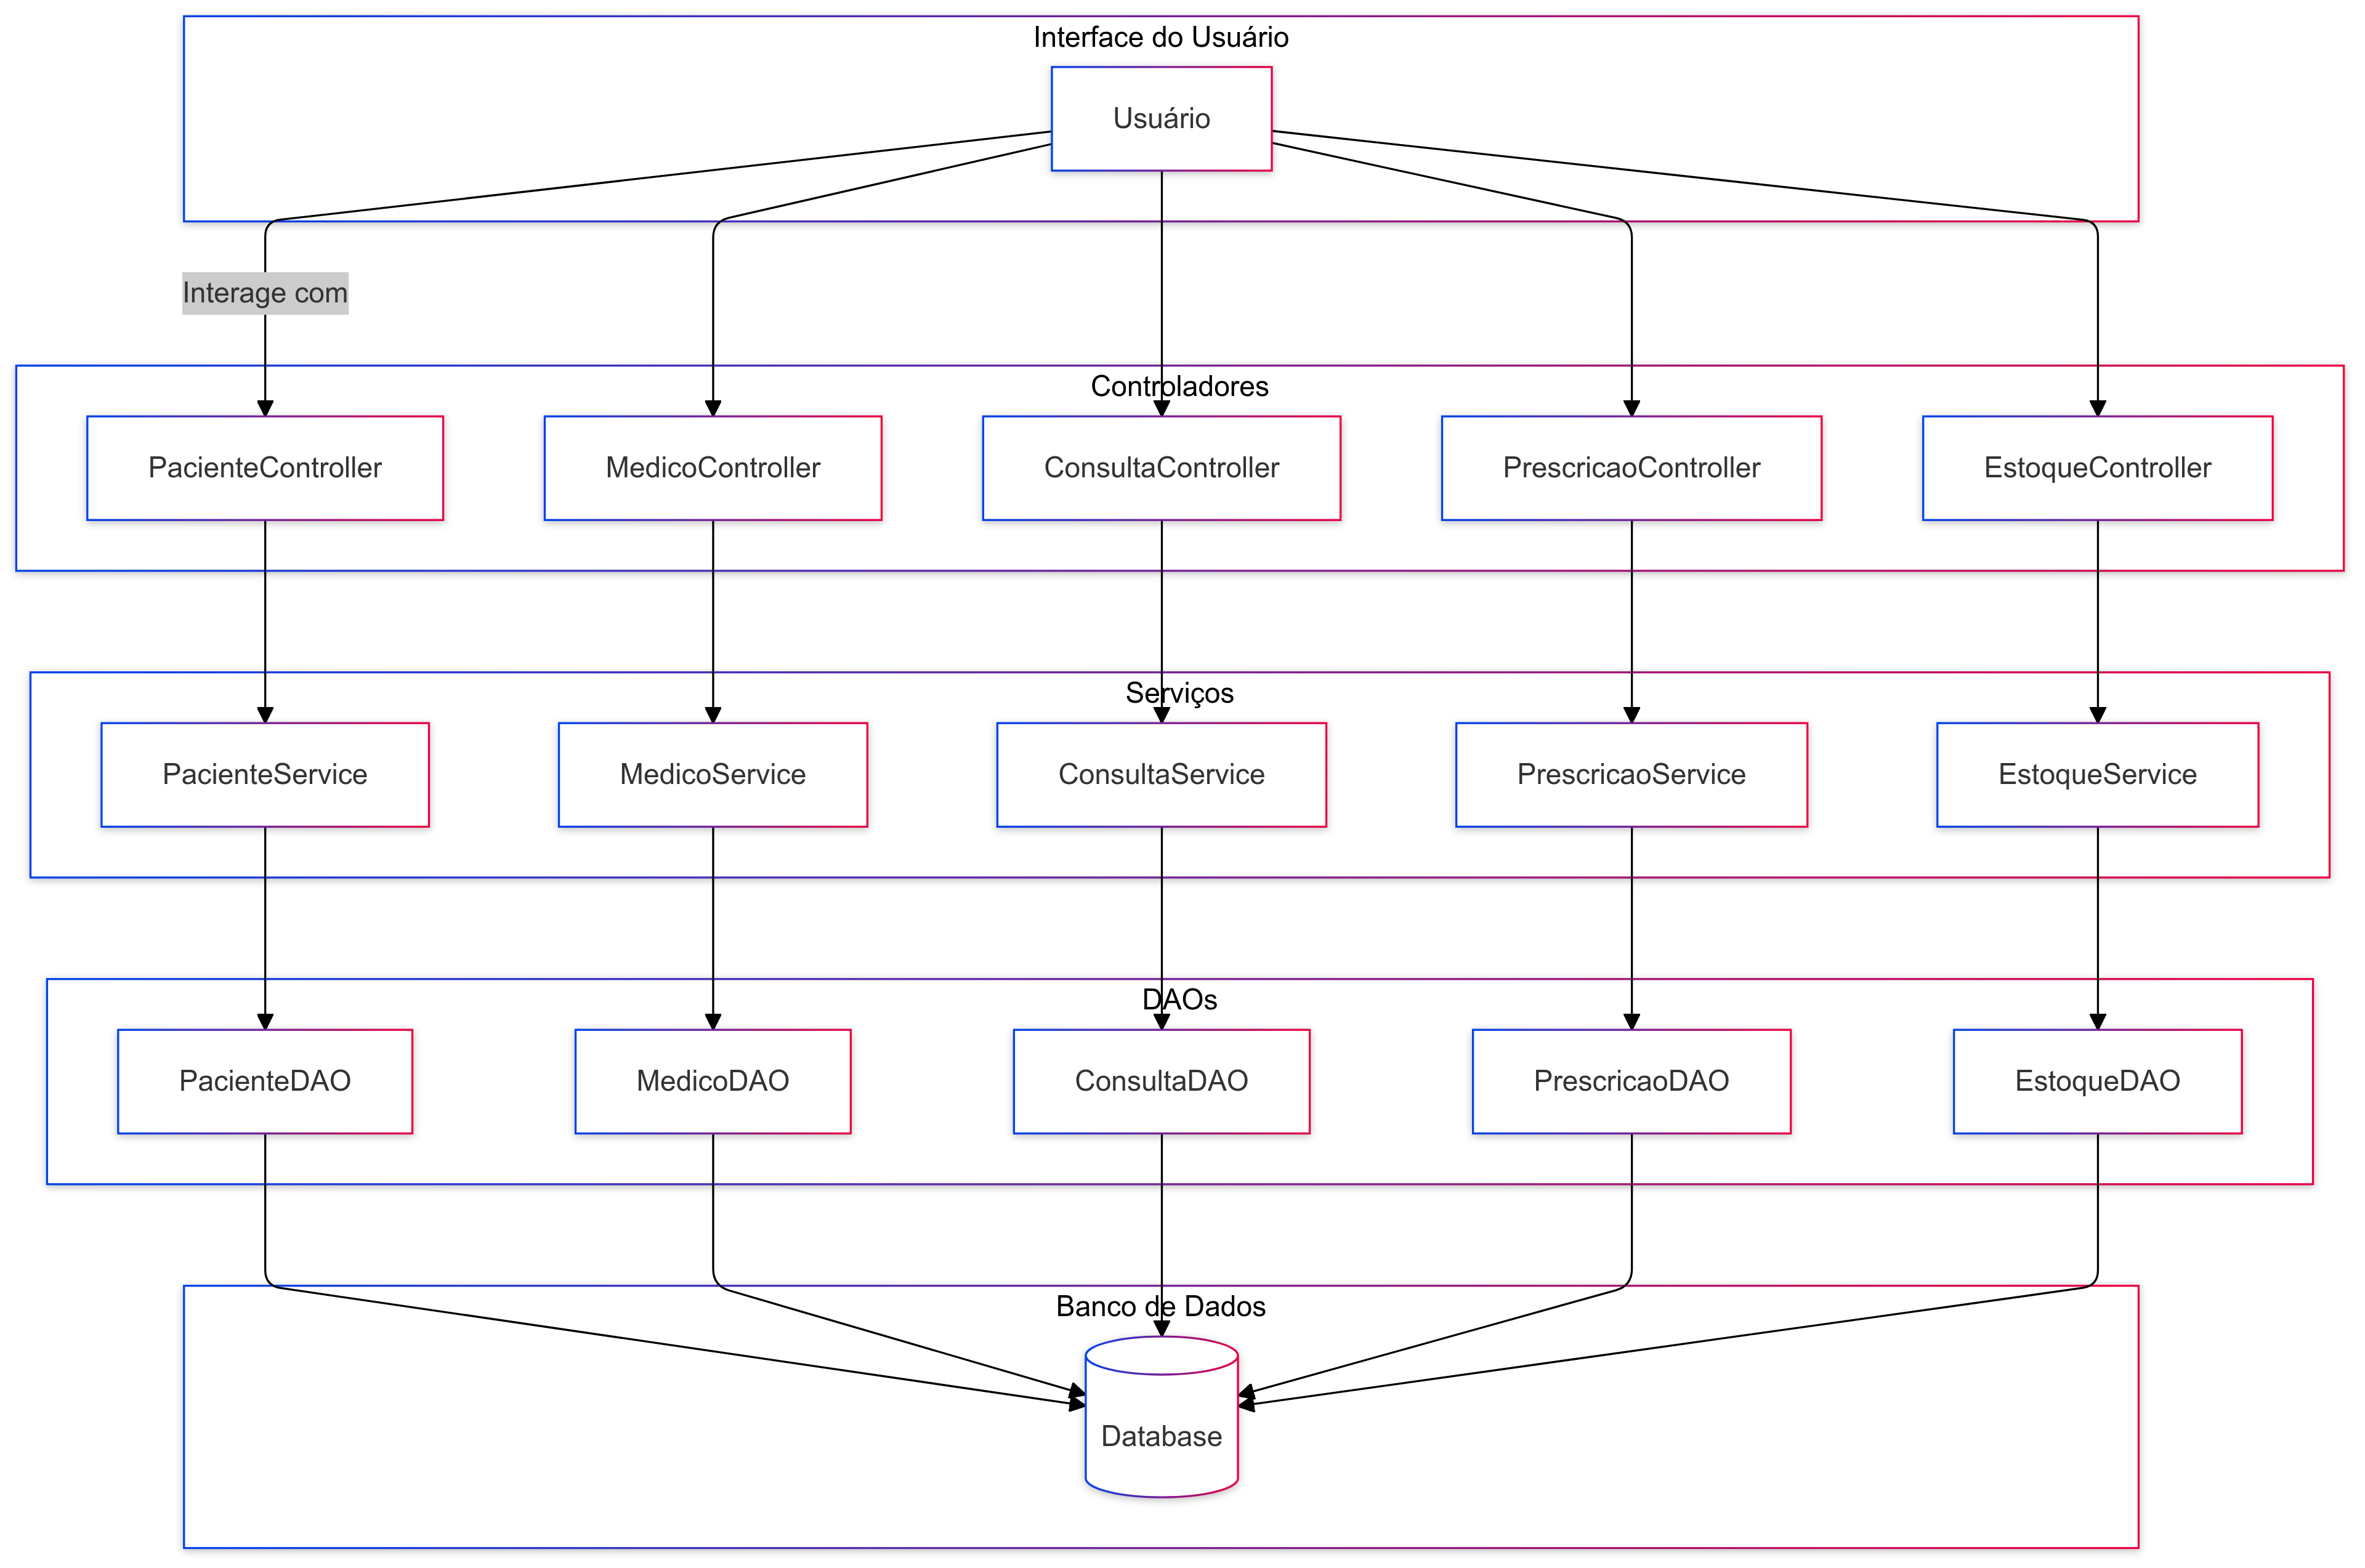 Interface do Usuário
Usuário
Interage com
Controladores
PacienteController
MedicoController
ConsultaController
PrescricaoController
EstoqueController
Serviços
PacienteService
MedicoService
ConsultaService
PrescricaoService
EstoqueService
DAOs
PacienteDAO
MedicoDAO
ConsultaDAO
PrescricaoDAO
EstoqueDAO
Banco de Dados
Database